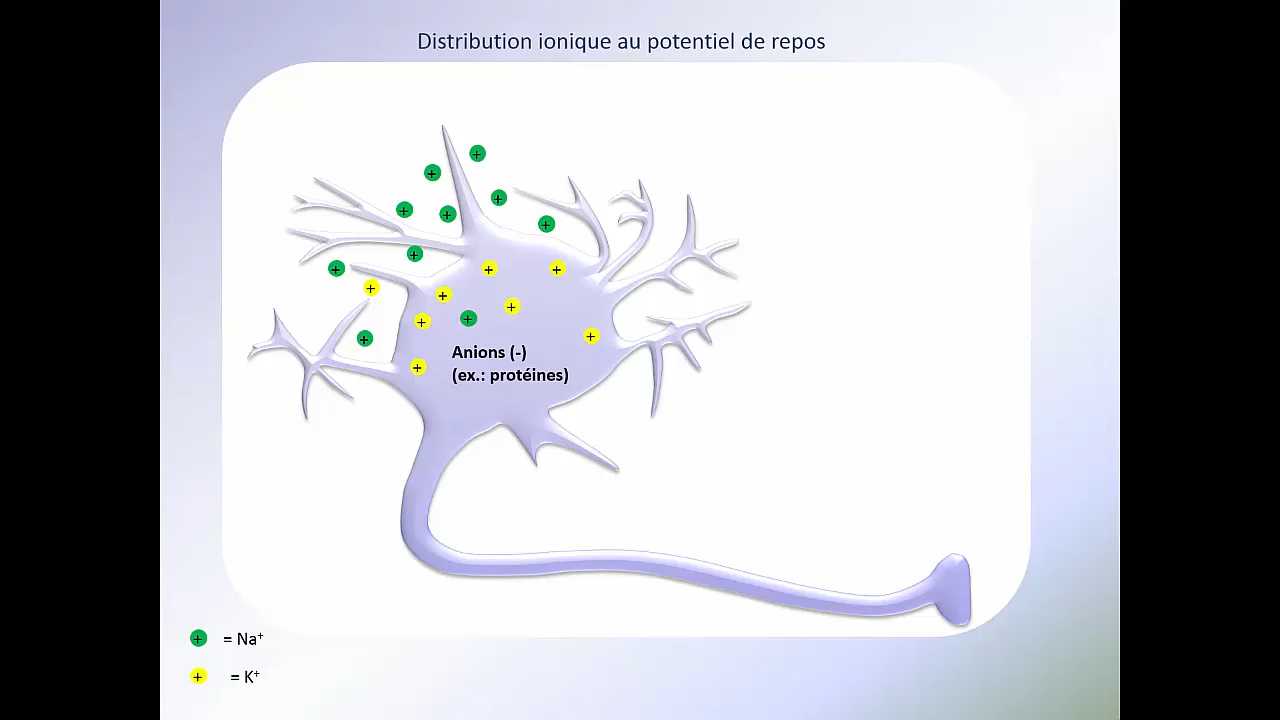 Distribution ionique au potentiel de repos
Anions (-)
(ex.: protéines)
+ = Na⁺
+ = K⁺